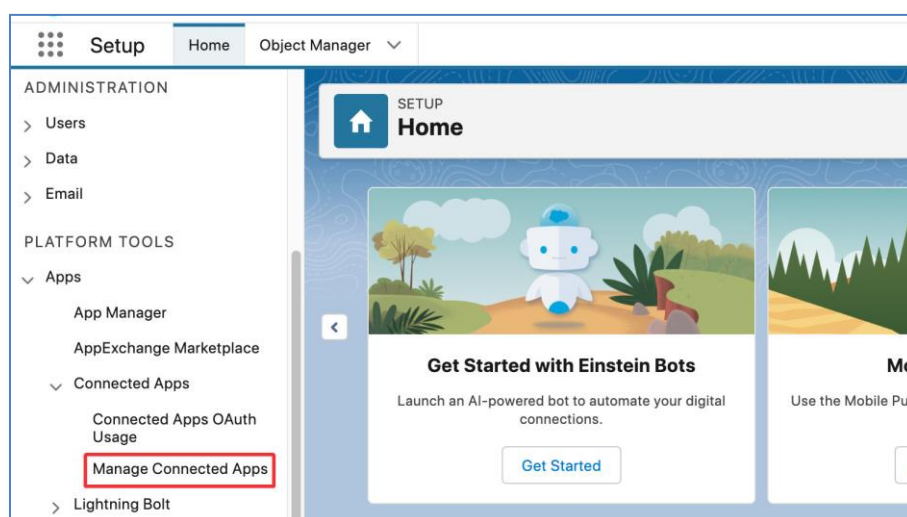 Setup
Home
Object Manager
ADMINISTRATION
Users
Data
Email
PLATFORM TOOLS
Apps
App Manager
AppExchange Marketplace
Connected Apps
Connected Apps OAuth
Usage
Manage Connected Apps
Lightning Bolt
SETUP
Home
Get Started with Einstein Bots
Launch an AI-powered bot to automate your digital
connections.
Get Started
Use the Mobile